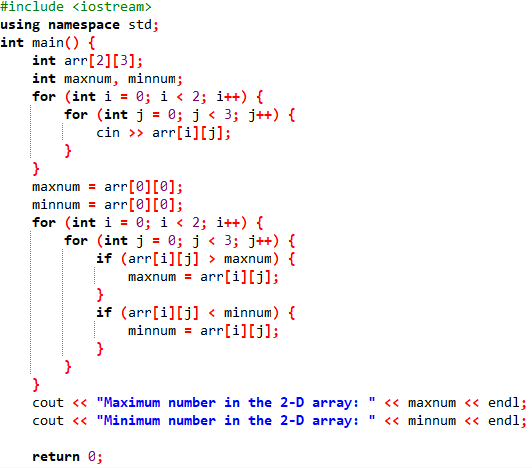 #include <iostream>
using namespace std;
int main() {
    int arr[2][3];
    int maxnum, minnum;
    for (int i = 0; i < 2; i++) {
        for (int j = 0; j < 3; j++) {
            cin >> arr[i][j];
        }
    }
    maxnum = arr[0][0];
    minnum = arr[0][0];
    for (int i = 0; i < 2; i++) {
        for (int j = 0; j < 3; j++) {
            if (arr[i][j] > maxnum) {
                maxnum = arr[i][j];
            }
            if (arr[i][j] < minnum) {
                minnum = arr[i][j];
            }
        }
    }
    cout << "Maximum number in the 2-D array: " << maxnum << endl;
    cout << "Minimum number in the 2-D array: " << minnum << endl;

    return 0;